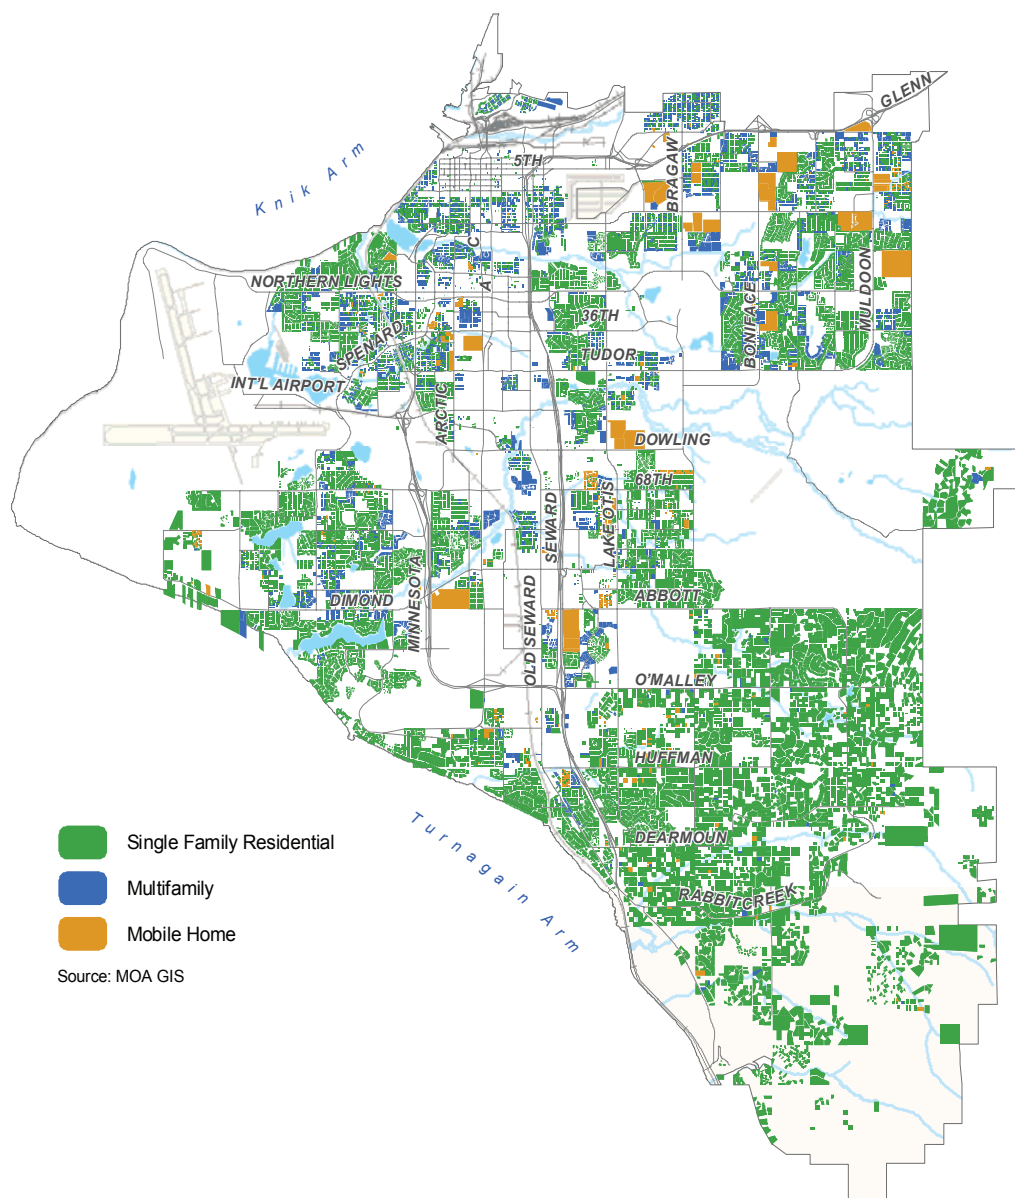 GLENN
Knik Arm
5TH
BRAGAW
C
A
NORTHERN LIGHTS
BONIFACE
MULDOON
36TH
SPENARD
TUDOR
INT'L AIRPORT
ARCTIC
DOWLING
68TH
SEWARD
LAKE OTIS
MINNESOTA
DIMOND
OLD SEWARD
ABBOTT
O'MALLEY
HUFFMAN
Turnagain Arm
DEARMOUN
RABBITCREEK
Single Family Residential
Multifamily
Mobile Home
Source: MOA GIS